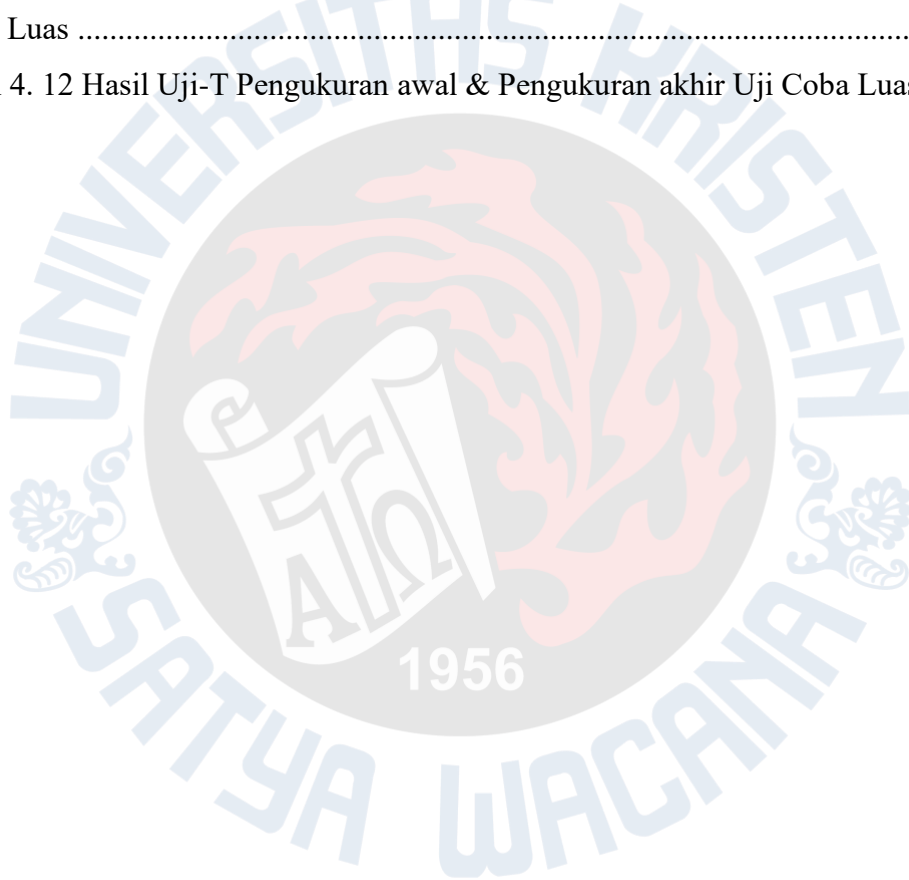 Luas ........................................................................................................
4. 12 Hasil Uji-T Pengukuran awal & Pengukuran akhir Uji Coba Luas
UNIVERSITAS KRISTEN
Α Ω
1956
SATYA WACANA